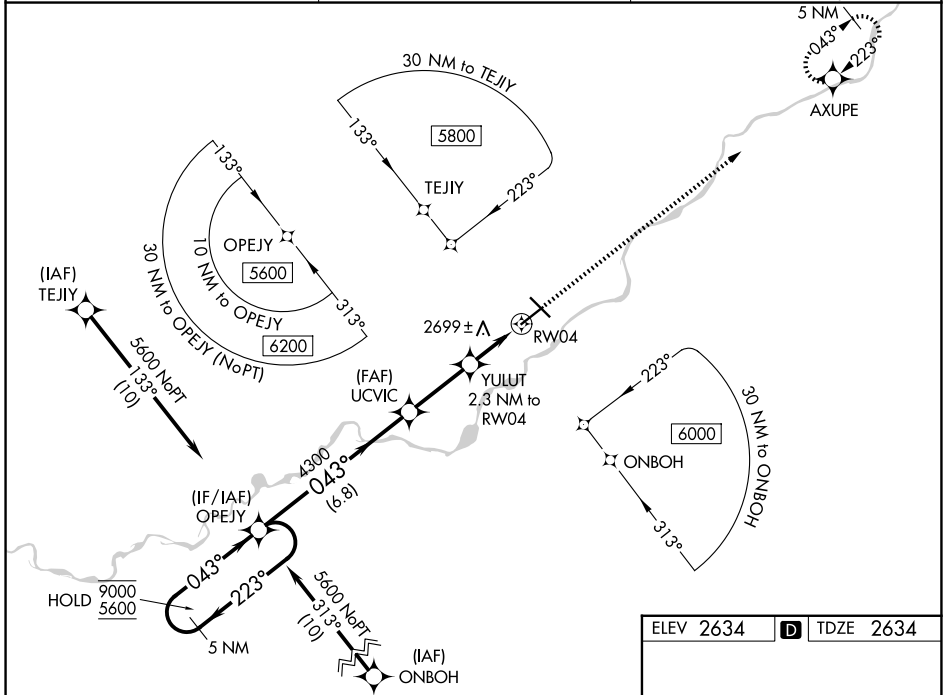 5 NM
043°
223°
AXUPE
30 NM to TEJIY
133°
5800
TEJIY
223°
133°
OPEJY
5600
10 NM to OPEJY
30 NM to OPEJY (NoPT)
6200
313°
(IAF)
TEJIY
5600 NoPT
133°
(10)
2699±
RW04
(FAF)
UCVIC
YULUT
2.3 NM to
RW04
223°
6000
30 NM to ONBOH
ONBOH
313°
4300
043°
(6.8)
(IF/IAF)
OPEJY
HOLD
9000
5600
043°
223°
5 NM
5600 NoPT
313°
(10)
(IAF)
ONBOH
ELEV 2634 D TDZE 2634